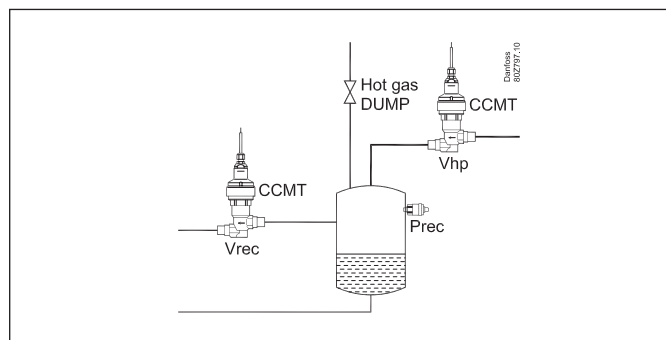 Danfoss
80Z797.10
Hot gas
DUMP
CCMT
Vhp
CCMT
Prec
Vrec